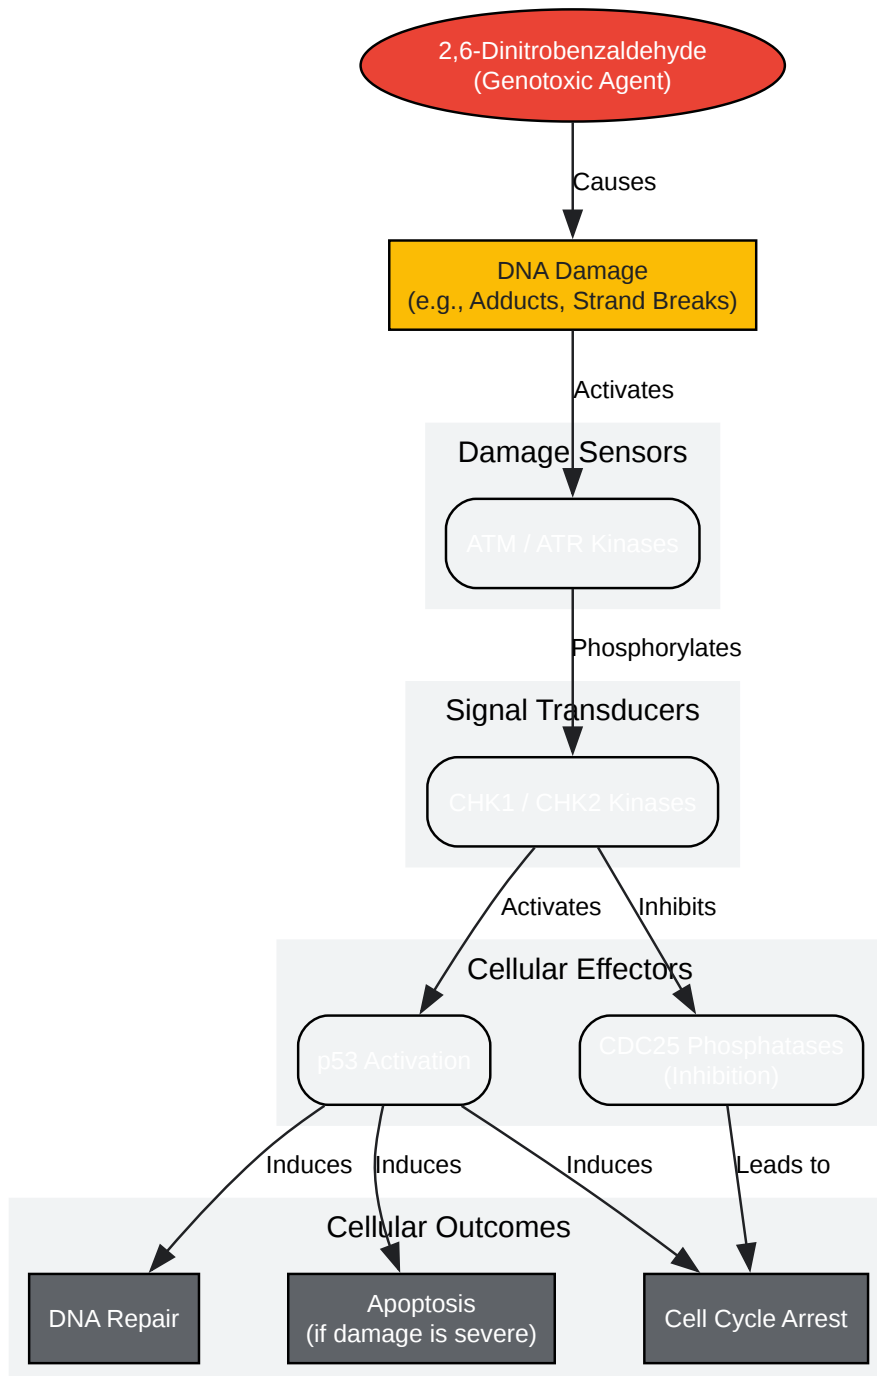 2,6-Dinitrobenzaldehyde
(Genotoxic Agent)
Causes
DNA Damage
(e.g., Adducts, Strand Breaks)
Activates
Damage Sensors
ATM / ATR Kinases
Phosphorylates
Signal Transducers
CHK1 / CHK2 Kinases
Activates
Inhibits
Cellular Effectors
p53 Activation
CDC25 Phosphatases
(Inhibition)
Induces
Induces
Induces
Leads to
Cellular Outcomes
DNA Repair
Apoptosis
(if damage is severe)
Cell Cycle Arrest